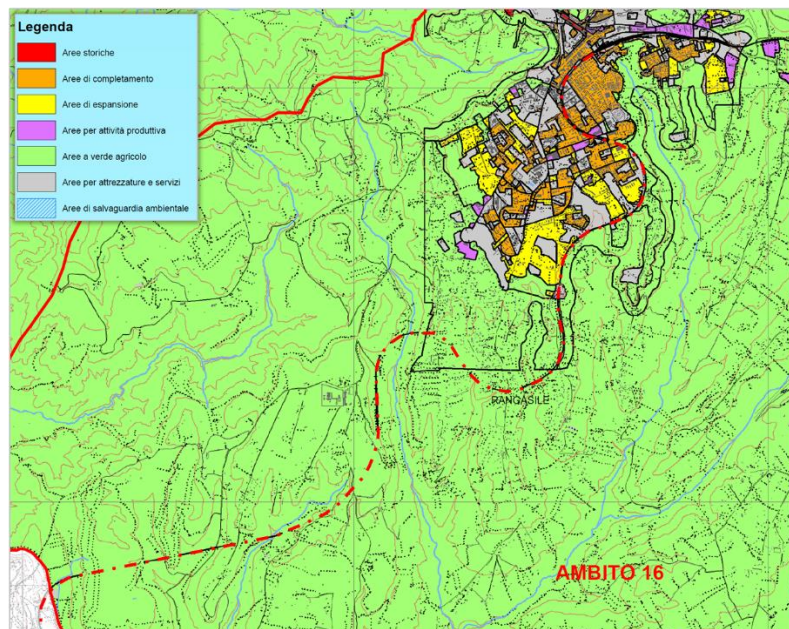 Legenda
Aree storiche
Aree di completamento
Aree di espansione
Aree per attività produttiva
Aree a verde agricolo
Aree per attrezzature e servizi
Aree di salvaguardia ambientale
RANGASILE
AMBITO 16